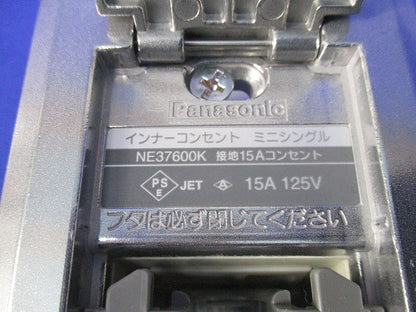 Panasonic
インナーコンセント ミニシングル
NE37600K 接地15Aコンセント
PS E JET A 15A 125V
フタは必ず閉じてください